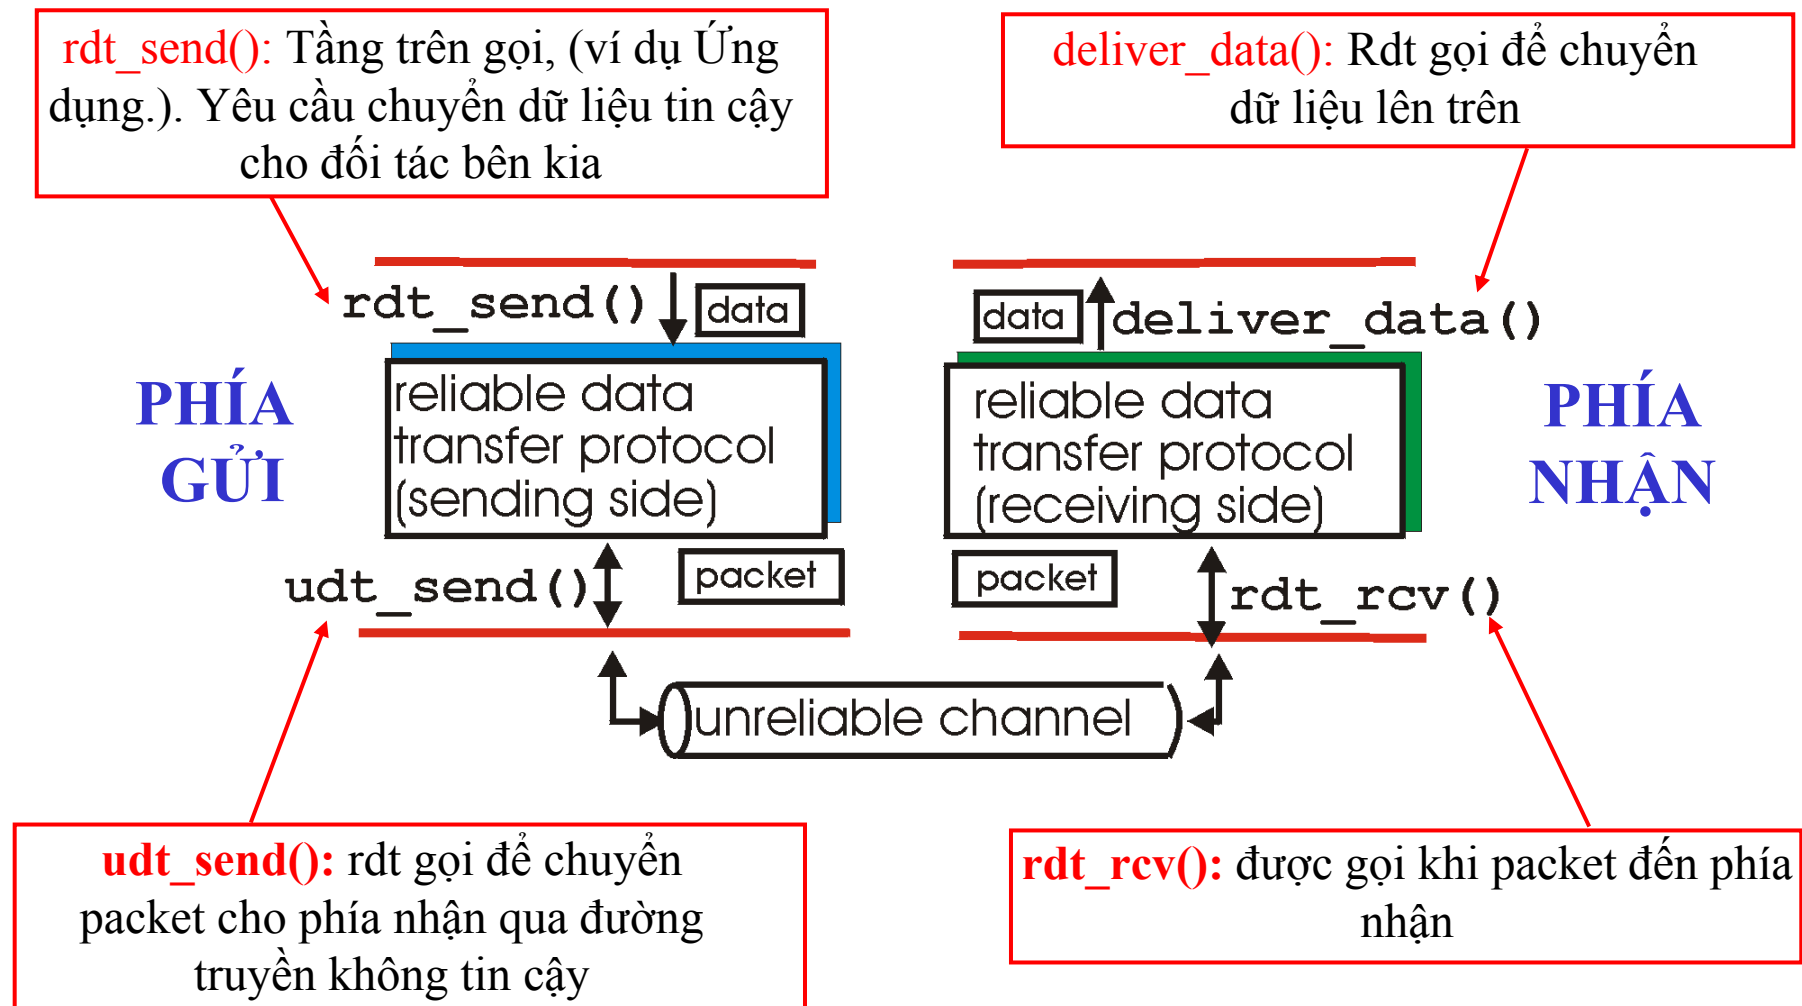 rdt_send(): Tầng trên gọi, (ví dụ Ứng
dụng.). Yêu cầu chuyển dữ liệu tin cậy
cho đối tác bên kia
deliver_data(): Rdt gọi để chuyển
dữ liệu lên trên
rdt_send()
data
data
deliver_data()
PHÍA
GỬI
reliable data
transfer protocol
(sending side)
reliable data
transfer protocol
(receiving side)
PHÍA
NHẬN
udt_send()
packet
packet
rdt_rcv()
unreliable channel
udt_send(): rdt gọi để chuyển
packet cho phía nhận qua đường
truyền không tin cậy
rdt_rcv(): được gọi khi packet đến phía
nhận